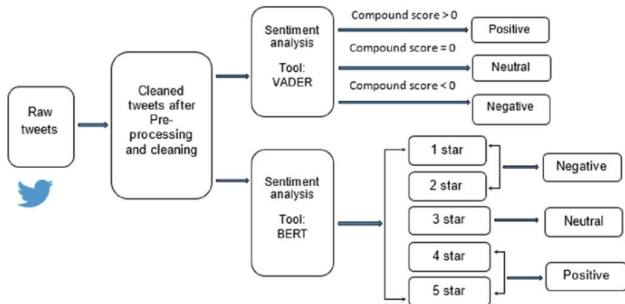 Raw
tweets
Cleaned
tweets after
Pre-
processing
and cleaning
Sentiment
analysis
Tool:
VADER
Compound score > 0
Positive
Compound score = 0
Neutral
Compound score < 0
Negative
Sentiment
analysis
Tool:
BERT
1 star
2 star
3 star
4 star
5 star
Negative
Neutral
Positive